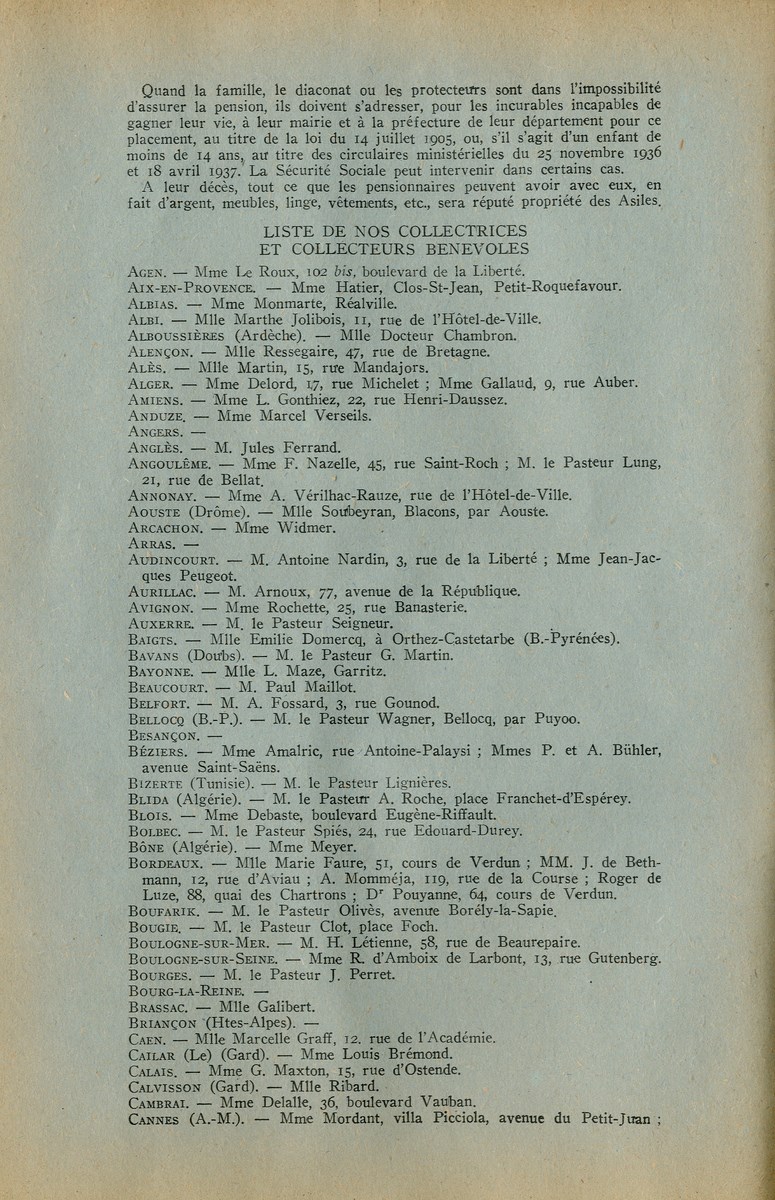 Quand la famille, le diaconat ou les protecteurs sont dans l'impossibilité
d'assurer la pension, ils doivent s'adresser, pour les incurables incapables de
gagner leur vie, à leur mairie et à la préfecture de leur département pour ce
placement, au titre de la loi du 14 juillet 1905, ou, s'il s'agit d'un enfant de
moins de 14 ans, au titre des circulaires ministérielles du 25 novembre 1936
et 18 avril 1937. La Sécurité Sociale peut intervenir dans certains cas.
A leur décès, tout ce que les pensionnaires peuvent avoir avec eux, en
fait d'argent, meubles, linge, vêtements, etc., sera réputé propriété des Asiles.
LISTE DE NOS COLLECTRICES
ET COLLECTEURS BENEVOLES
AGEN. — Mme Le Roux, 102 bis, boulevard de la Liberté.
AIX-EN-PROVENCE. — Mme Hatier, Clos-St-Jean, Petit-Roquefavour.
ALBIAS. — Mme Monmarte, Réalville.
ALBI. — Mlle Marthe Jolibois, 11, rue de l'Hôtel-de-Ville.
ALBOUSSIÈRES (Ardèche). — Mlle Docteur Chambron.
ALENÇON. — Mlle Ressegaire, 47, rue de Bretagne.
ALÈS. — Mlle Martin, 15, rue Mandajors.
ALGER. — Mme Delord, 17, rue Michelet ; Mme Gallaud, 9, rue Auber.
AMIENS. — Mme L. Gonthiez, 22, rue Henri-Daussez.
ANDUZE. — Mme Marcel Verseils.
ANGERS. —
ANGLÈS. — M. Jules Ferrand.
ANGOULÊME. — Mme F. Nazelle, 45, rue Saint-Roch ; M. le Pasteur Lung,
21, rue de Bellat.
ANNONAY. — Mme A. Vérilhac-Rauze, rue de l'Hôtel-de-Ville.
AOUSTE (Drôme). — Mlle Soubeyran, Blacons, par Aouste.
ARCACHON. — Mme Widmer.
ARRAS. —
AUDINCOURT. — M. Antoine Nardin, 3, rue de la Liberté ; Mme Jean-Jac-
ques Peugeot.
AURILLAC. — M. Arnoux, 77, avenue de la République.
AVIGNON. — Mme Rochette, 25, rue Banasterie.
AUXERRE. — M. le Pasteur Seigneur.
BAIGTS. — Mlle Emilie Domercq, à Orthez-Castetarbe (B.-Pyrénées).
BAVANS (Doubs). — M. le Pasteur G. Martin.
BAYONNE. — Mlle L. Maze, Garritz.
BEAUCOURT. — M. Paul Maillot.
BELFORT. — M. A. Fossard, 3, rue Gounod.
BELLOCQ (B.-P.). — M. le Pasteur Wagner, Bellocq, par Puyoo.
BESANÇON. —
BÉZIERS. — Mme Amalric, rue Antoine-Palaysi ; Mmes P. et A. Bühler,
avenue Saint-Saëns.
BIZERTE (Tunisie). — M. le Pasteur Lignières.
BLIDA (Algérie). — M. le Pasteur A. Roche, place Franchet-d'Espérey.
BLOIS. — Mme Debaste, boulevard Eugène-Riffault.
BOLBEC. — M. le Pasteur Spiés, 24, rue Edouard-Durey.
BÔNE (Algérie). — Mme Meyer.
BORDEAUX. — Mlle Marie Faure, 51, cours de Verdun ; MM. J. de Beth-
mann, 12, rue d'Aviau ; A. Momméja, 119, rue de la Course ; Roger de
Luze, 88, quai des Chartrons ; Dr Pouyanne, 64, cours de Verdun.
BOUFARIK. — M. le Pasteur Olivès, avenue Borély-la-Sapie.
BOUGIE. — M. le Pasteur Clot, place Foch.
BOULOGNE-SUR-MER. — M. H. Létienne, 58, rue de Beaurepaire.
BOULOGNE-SUR-SEINE. — Mme R. d'Amboix de Larbont, 13, rue Gutenberg.
BOURGES. — M. le Pasteur J. Perret.
BOURG-LA-REINE. —
BRASSAC. — Mlle Galibert.
BRIANÇON (Htes-Alpes). —
CAEN. — Mlle Marcelle Graff, 12. rue de l'Académie.
CAILAR (Le) (Gard). — Mme Louis Brémond.
CALAIS. — Mme G. Maxton, 15, rue d'Ostende.
CALVISSON (Gard). — Mlle Ribard.
CAMBRAI. — Mme Delalle, 36, boulevard Vauban.
CANNES (A.-M.). — Mme Mordant, villa Picciola, avenue du Petit-Juan ;